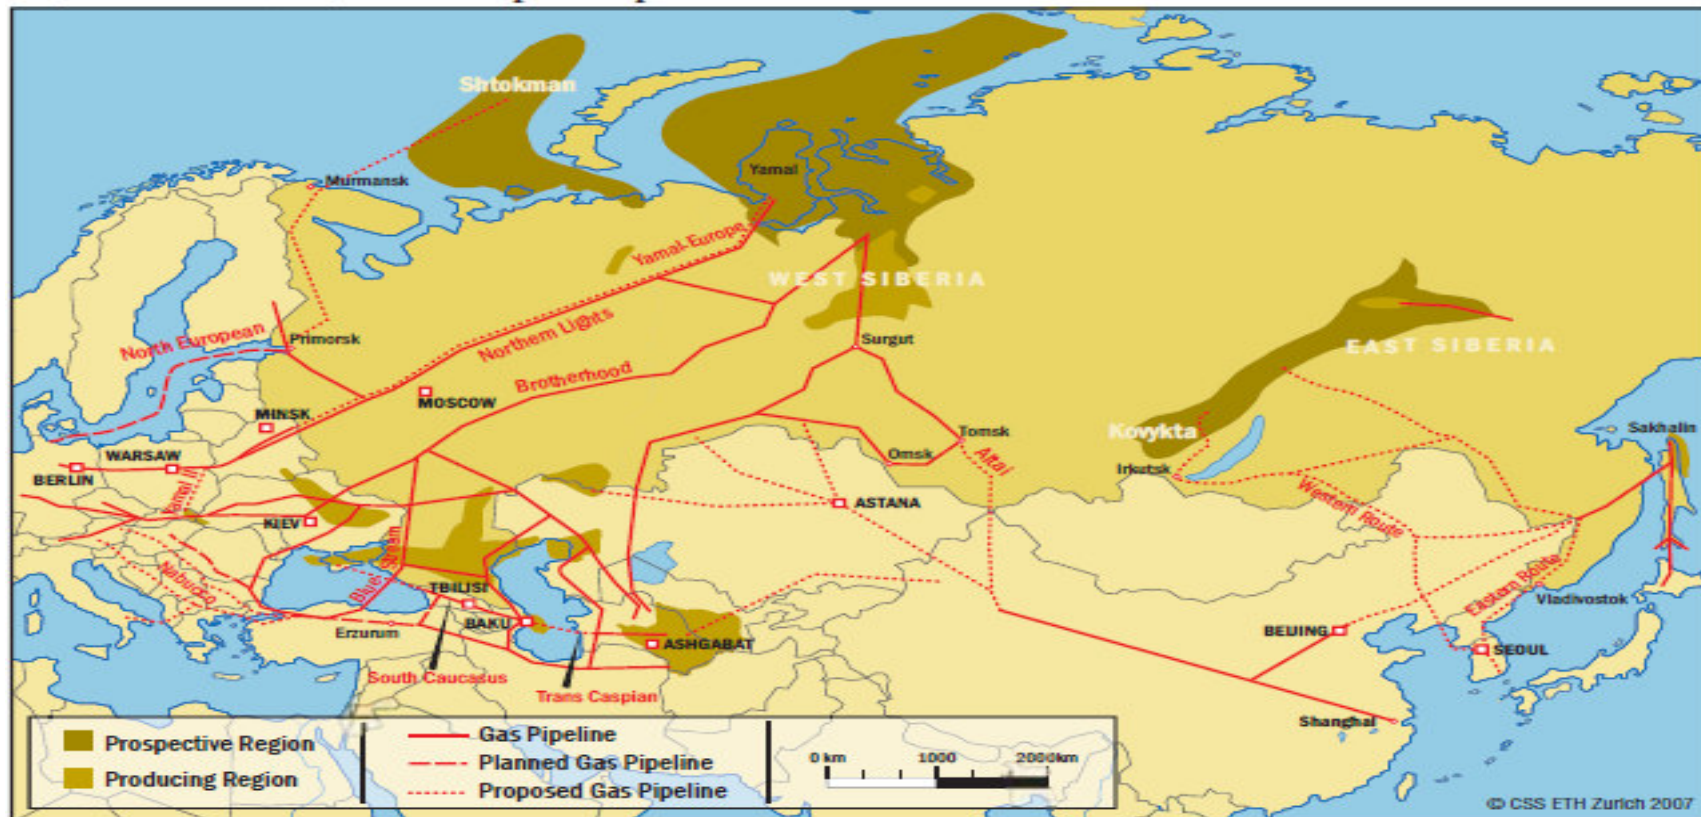 Shtokman
Murmansk
Yamal
Yamal-Europe
WEST SIBERIA
North European
Primorsk
Northern Lights
Surgut
EAST SIBERIA
Brotherhood
MOSCOW
MINSK
Kovykta
Sakhalin
Tomsk
WARSAW
Omsk
Altai
Irkutsk
BERLIN
Yamal II
ASTANA
Western Route
KIEV
Blue Stream
Nabucco
TBILISI
Eastern Route
Vladivostok
BAKU
Erzurum
ASHGABAT
BEIJING
SEOUL
South Caucasus
Trans Caspian
Shanghai
Prospective Region
Producing Region
Gas Pipeline
Planned Gas Pipeline
Proposed Gas Pipeline
0 km 1000 2000km
© CSS ETH Zurich 2007